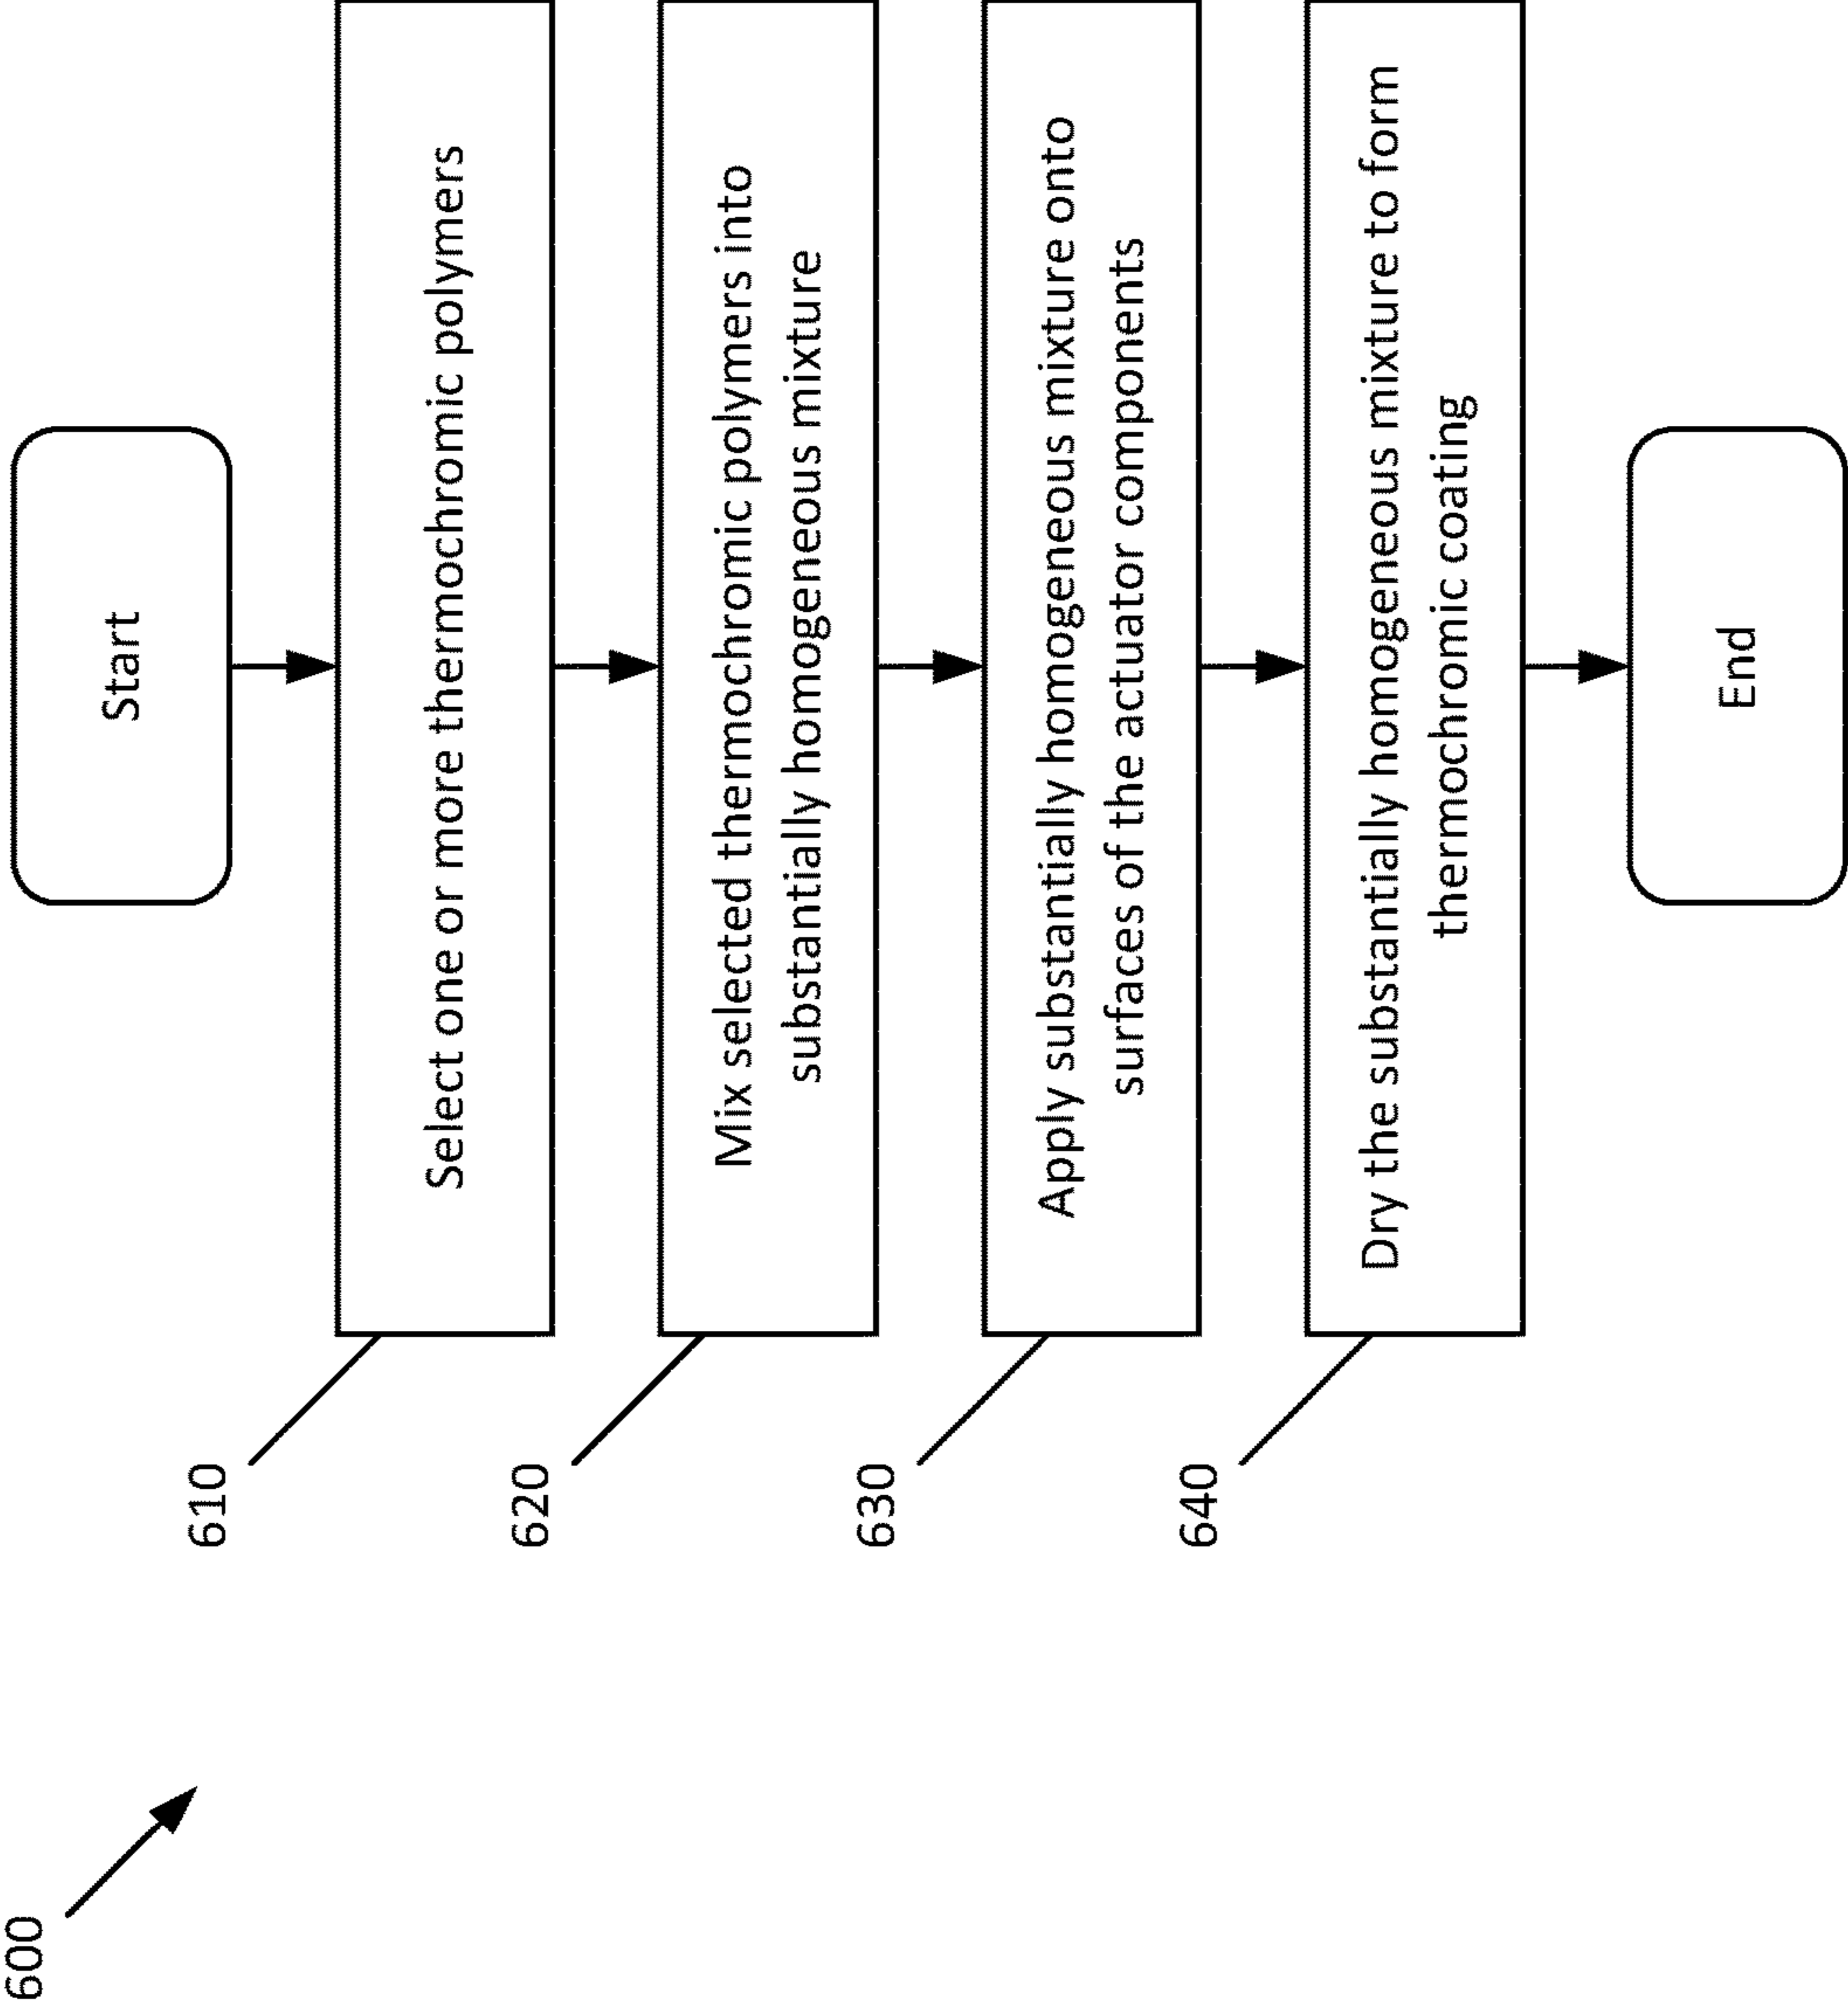 600
Start
610
Select one or more thermochromic polymers
620
Mix selected thermochromic polymers into
substantially homogeneous mixture
630
Apply substantially homogeneous mixture onto
surfaces of the actuator components
640
Dry the substantially homogeneous mixture to form
thermochromic coating
End